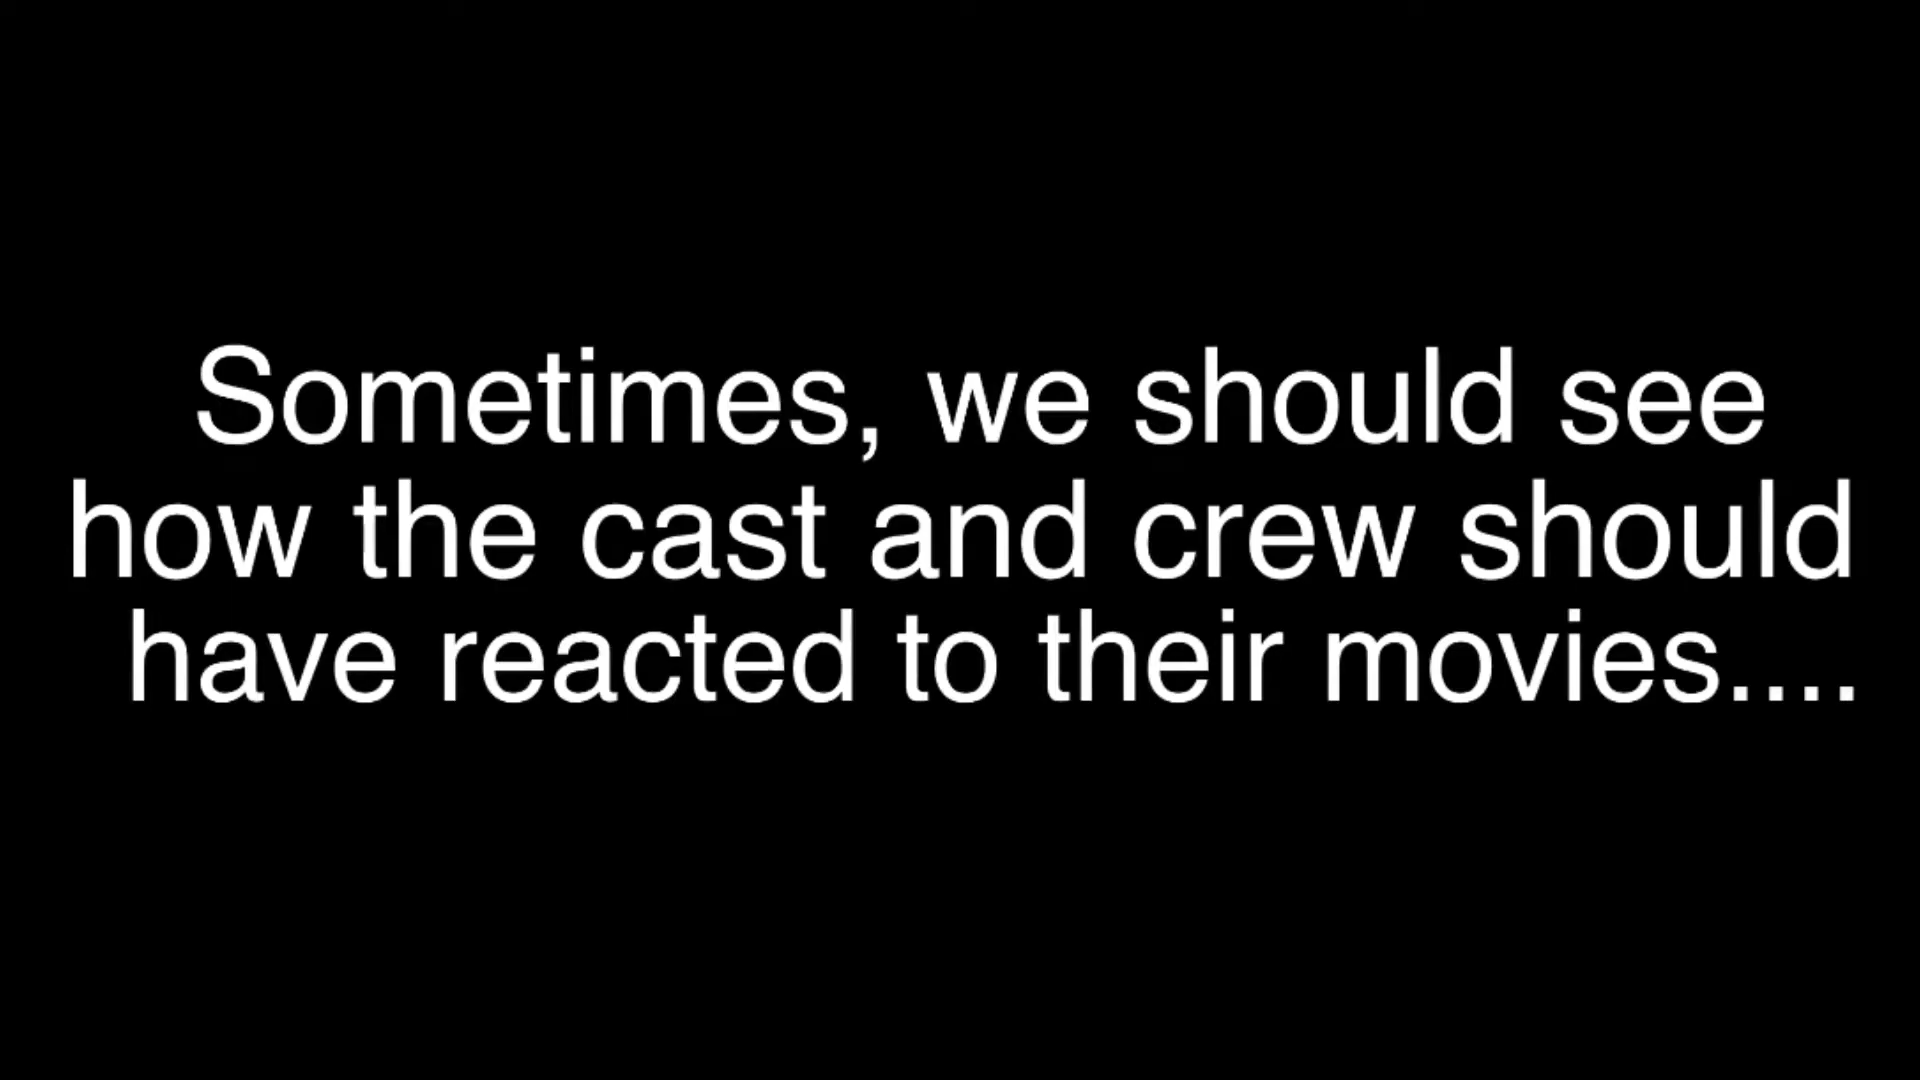 Sometimes, we should see
how the cast and crew should
have reacted to their movies....